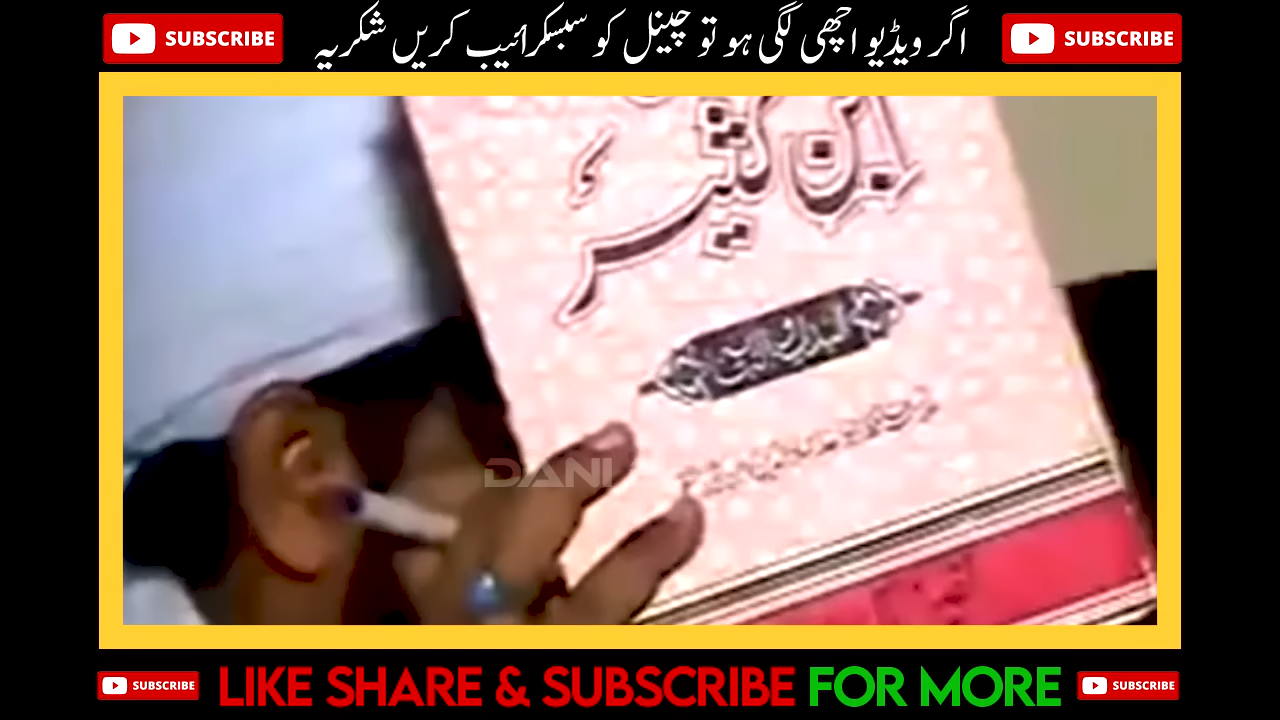 SUBSCRIBE
اگر ویڈیو اچھی لگی ہو تو چینل کو سبسکرائیب کریں شکریہ
SUBSCRIBE
ابن کثیرؒ
DANI
SUBSCRIBE
LIKE SHARE & SUBSCRIBE FOR MORE
SUBSCRIBE